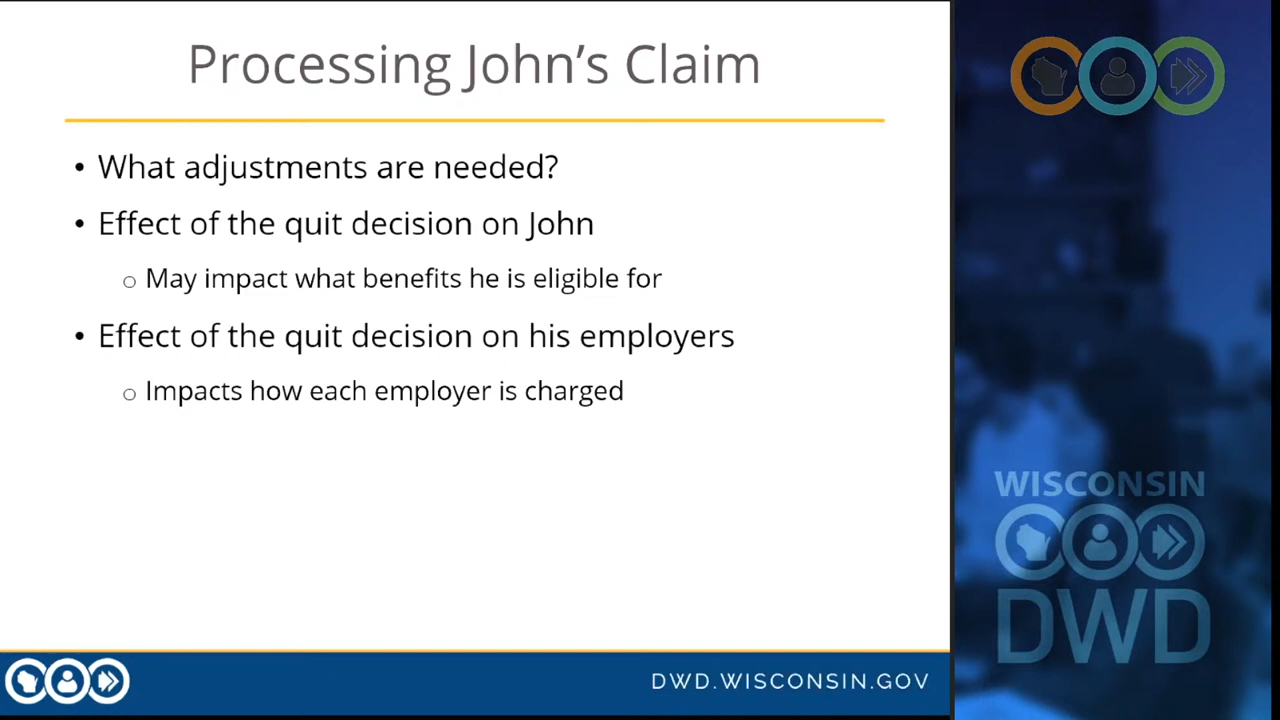 Processing John's Claim
• What adjustments are needed?
• Effect of the quit decision on John
o May impact what benefits he is eligible for
• Effect of the quit decision on his employers
o Impacts how each employer is charged
WISCONSIN
DWD
DWD.WISCONSIN.GOV